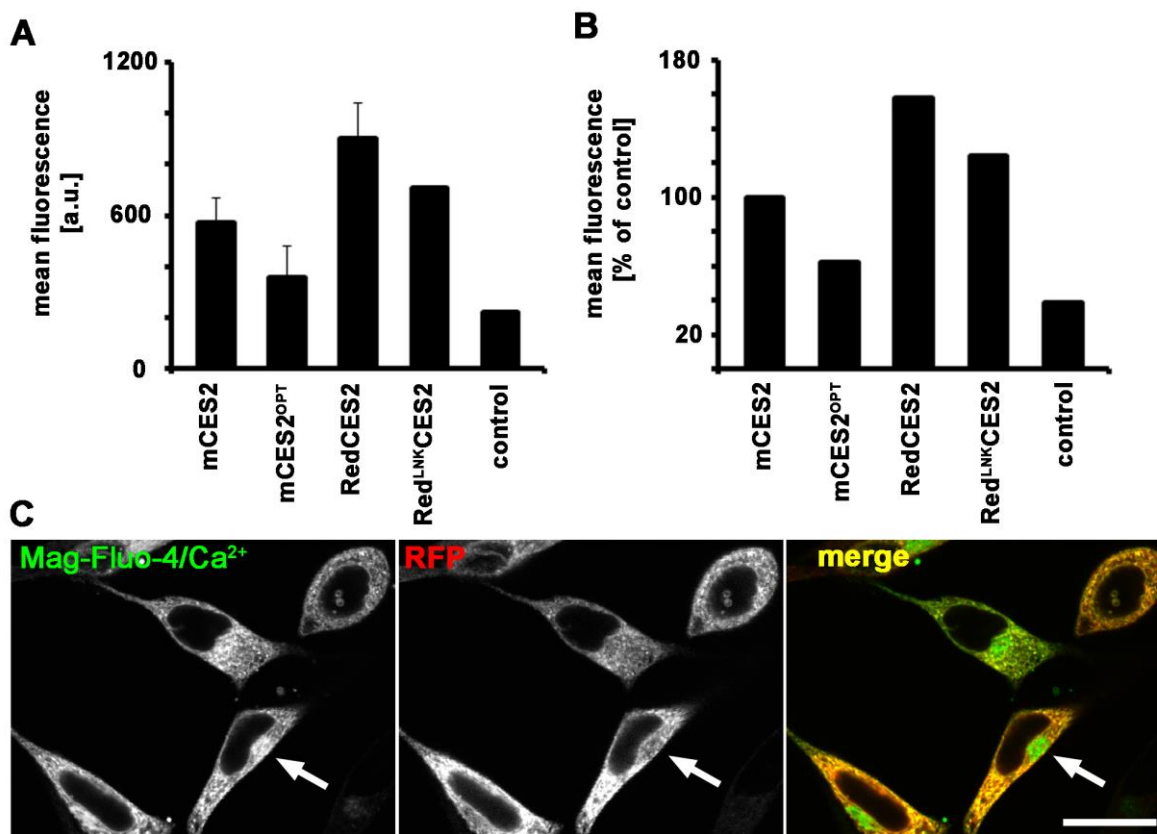 A
mean fluorescence
[a.u.]
1200
600
0
mCES2
mCES2ᴼᴾᵀ
RedCES2
RedᴸᴺᴷCES2
control
B
mean fluorescence
[% of control]
180
100
20
mCES2
mCES2ᴼᴾᵀ
RedCES2
RedᴸᴺᴷCES2
control
C
Mag-Fluo-4/Ca²⁺
RFP
merge